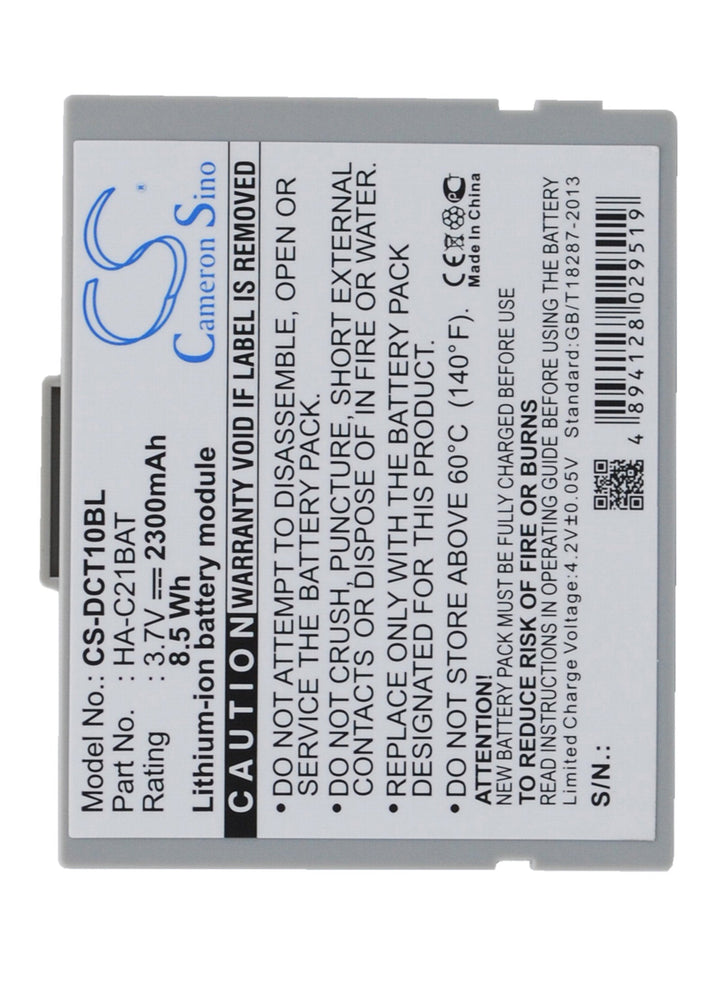 Model No.: CS-DCT10BL
Part No. : HA-C21BAT
Rating : 3.7V 2300mAh
8.5 Wh
Lithium-ion battery module
CS
Cameron Sino
CAUTION WARRANTY VOID IF LABEL IS REMOVED
• DO NOT ATTEMPT TO DISASSEMBLE, OPEN OR
SERVICE THE BATTERY PACK.
• DO NOT CRUSH, PUNCTURE, SHORT EXTERNAL
CONTACTS OR DISPOSE OF IN FIRE OR WATER.
• REPLACE ONLY WITH THE BATTERY PACK
DESIGNATED FOR THIS PRODUCT.
• DO NOT HEAT ABOVE 60°C (140°F).
CE
Made in China
ATTENTION!
NEW BATTERY PACK MUST BE FULLY CHARGED BEFORE USE
TO REDUCE RISK OF FIRE OR BURNS
READ INSTRUCTIONS IN OPERATING GUIDE BEFORE USING THE BATTERY
Limited Charge Voltage:4.2V±0.05V Standard:GB/T18287-2013
S/N.:
4 894128 029519